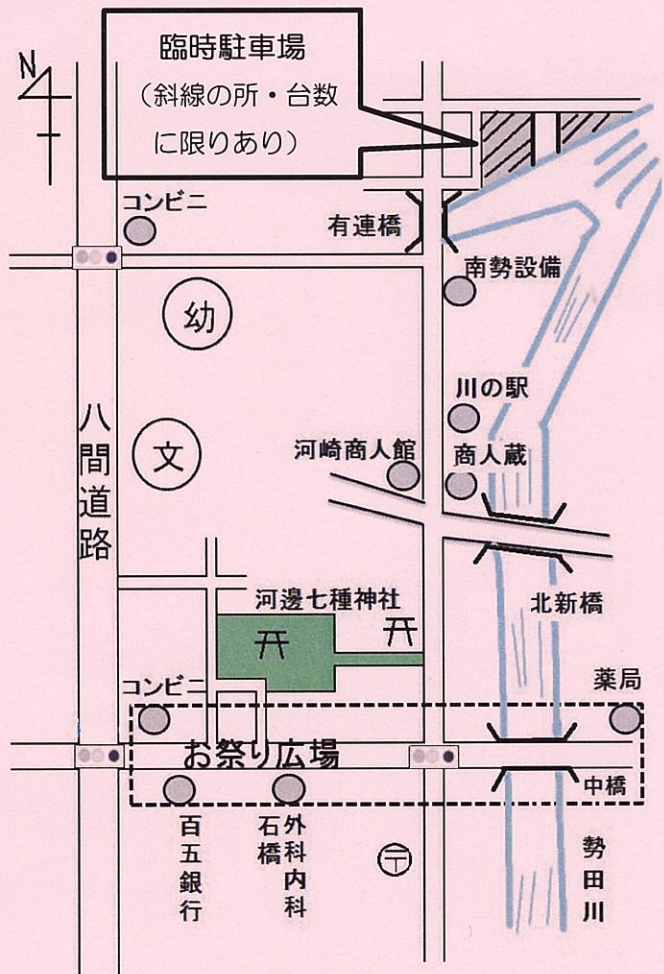 臨時駐車場
（斜線の所・台数
に限りあり）
N
コンビニ
有連橋
南勢設備
幼
川の駅
八間道路
文
河崎商人館
商人蔵
北新橋
河邊七種神社
コンビニ
薬局
お祭り広場
中橋
百五銀行
石橋
外科内科
〒
勢田川